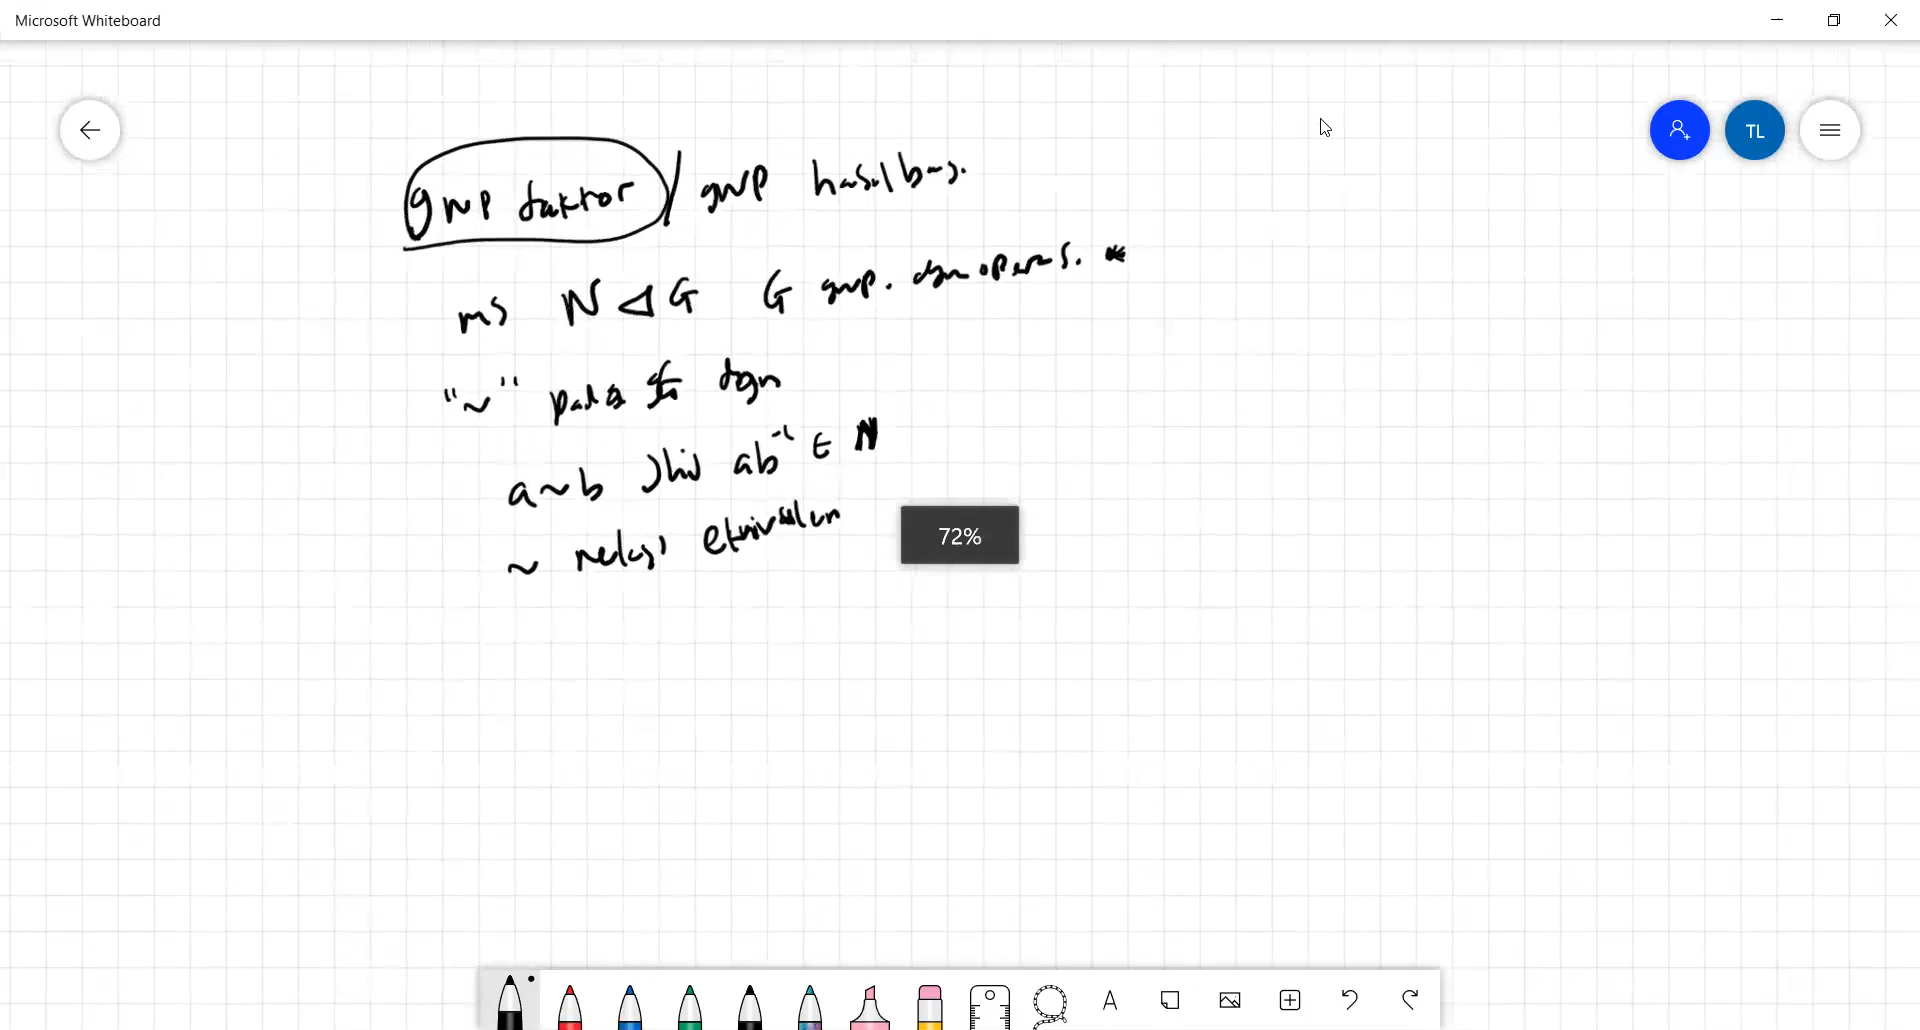 Microsoft Whiteboard
TL
grup faktor / grup hasil bagi.
ms N ⊲ G G grup. dgn operasi. *
"~" pada G dgn
a~b jhj ab⁻¹ ∈ N
~ relasi ekuivalen
72%